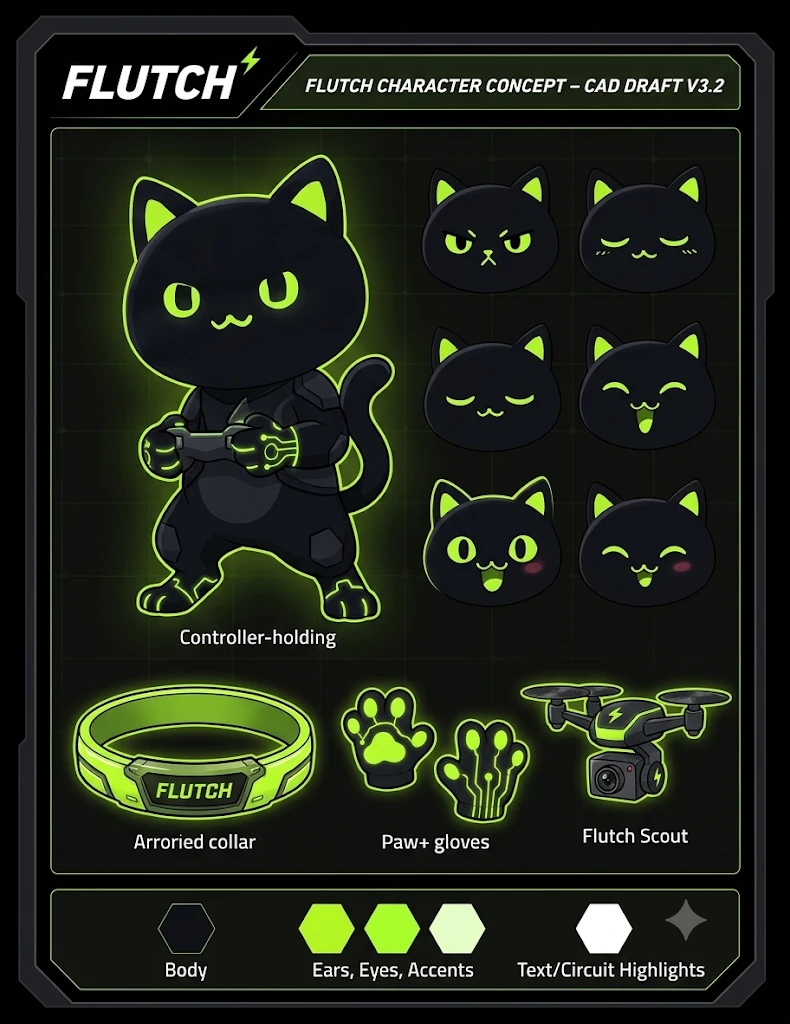 FLUTCH
FLUTCH CHARACTER CONCEPT – CAD DRAFT V3.2
Controller-holding
FLUTCH
Arroried collar
Paw+ gloves
Flutch Scout
Body
Ears, Eyes, Accents
Text/Circuit Highlights